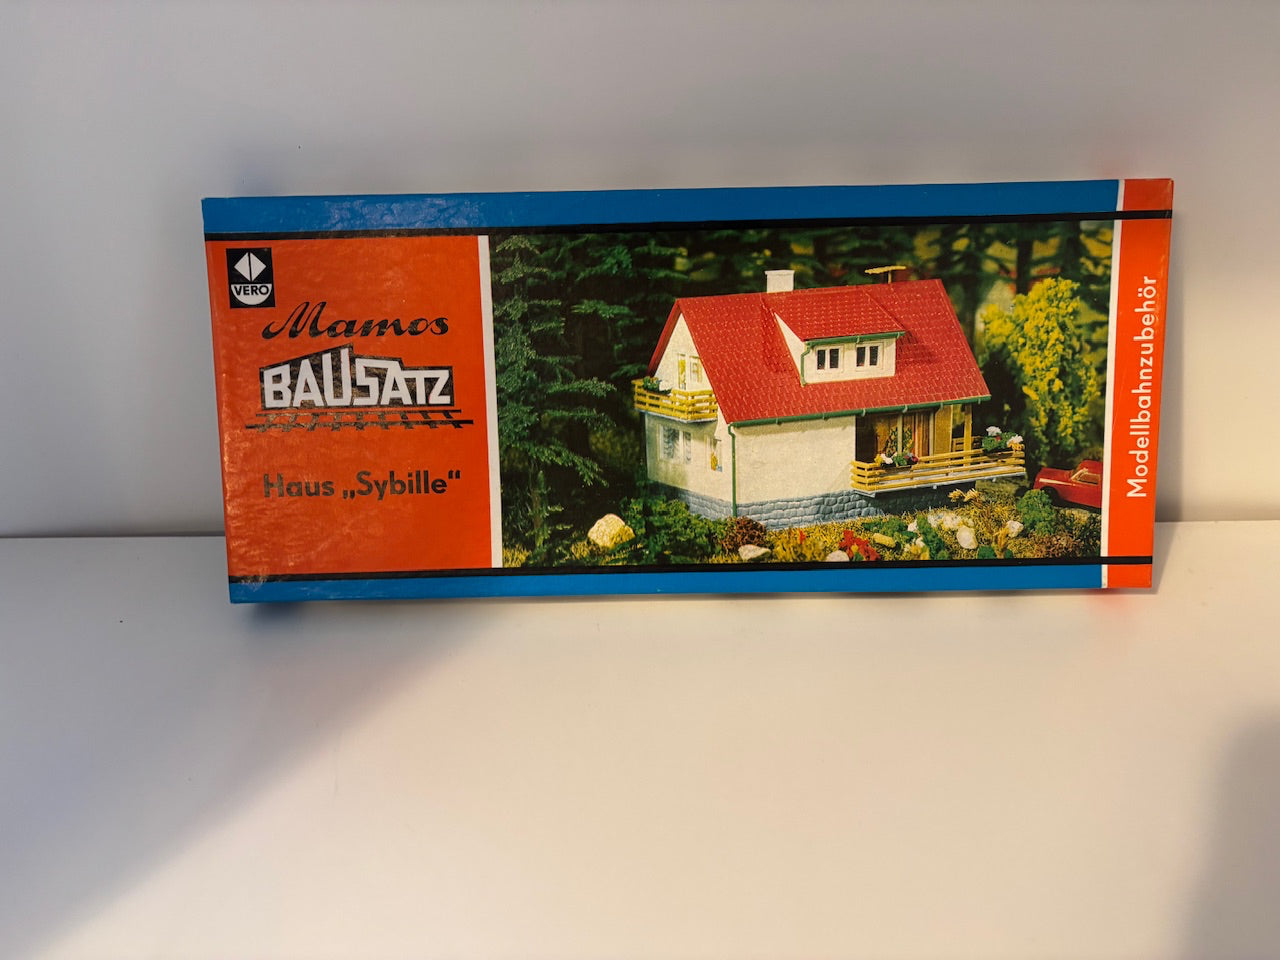 VERO
Mamos
BAUSATZ
Haus „Sybille“
Modellbahnzubehör